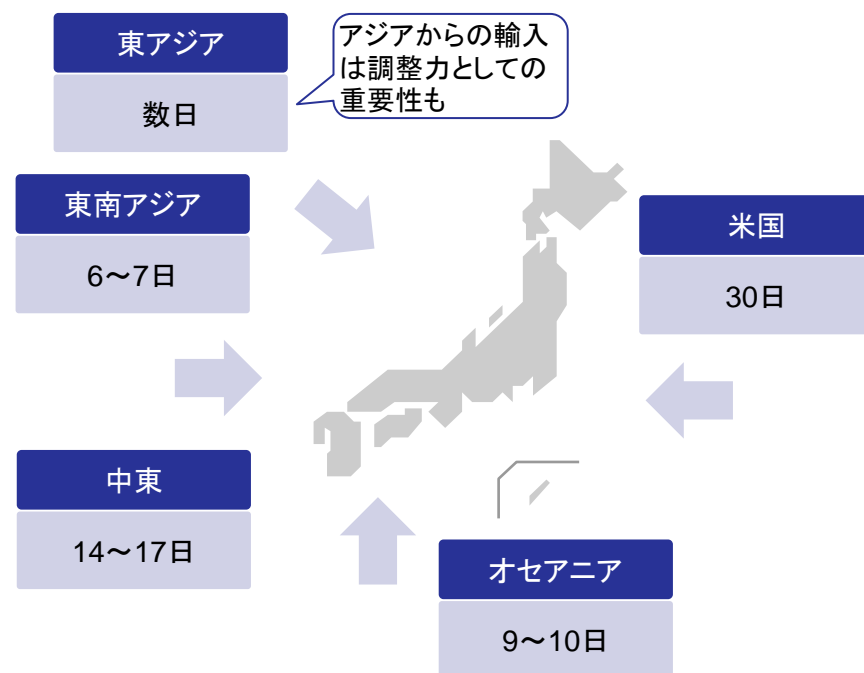 東アジア
数日
アジアからの輸入
は調整力としての
重要性も
東南アジア
6～7日
米国
30日
中東
14～17日
オセアニア
9～10日